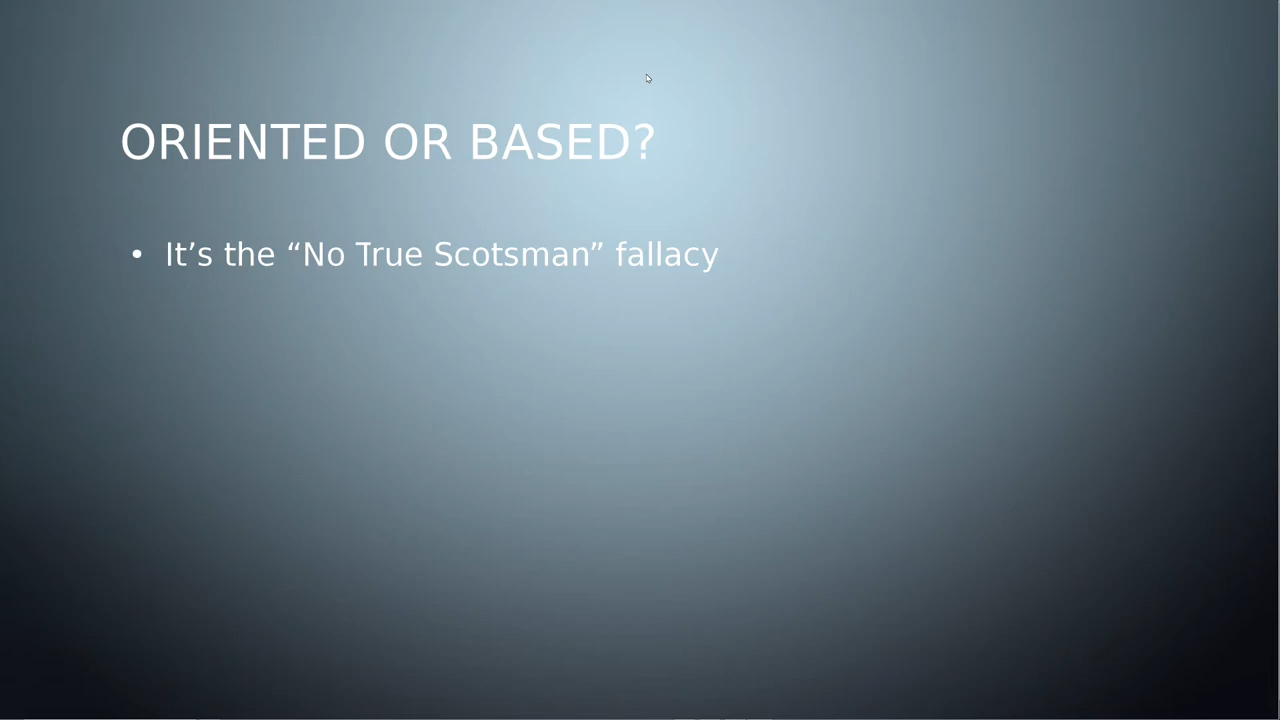 ORIENTED OR BASED?
• It’s the “No True Scotsman” fallacy